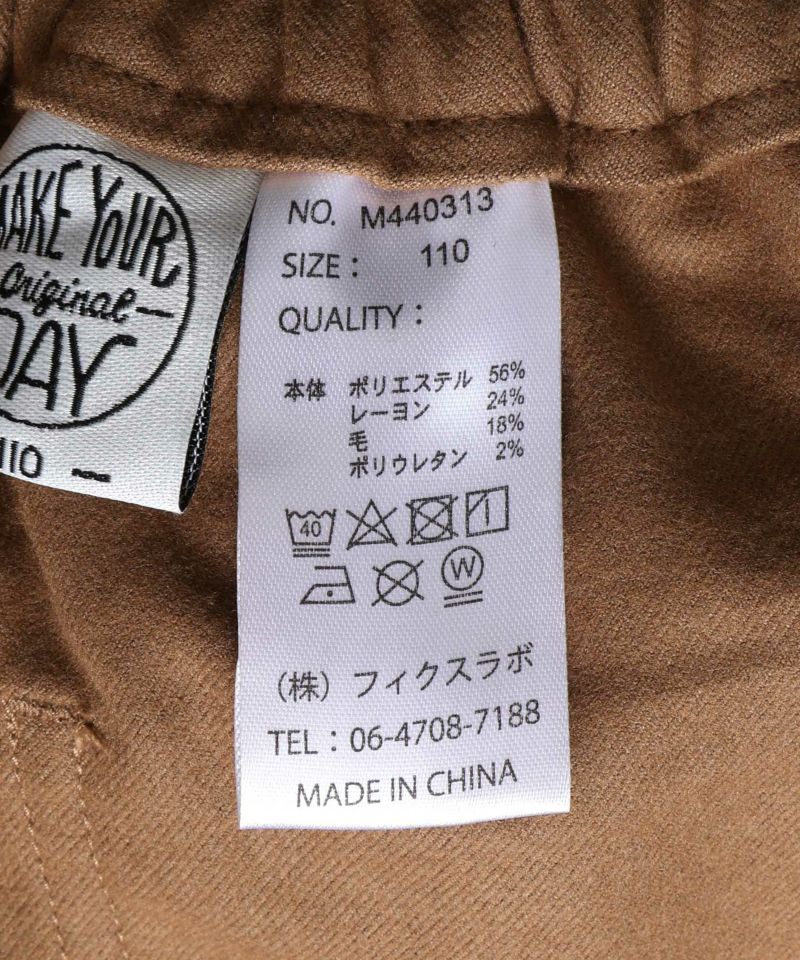 MAKE YOUR
Original
DAY
110
NO. M440313
SIZE： 110
QUALITY：
本体 ポリエステル 56%
レーヨン 24%
毛 18%
ポリウレタン 2%
40
W
（株）フィクスラボ
TEL：06-4708-7188
MADE IN CHINA